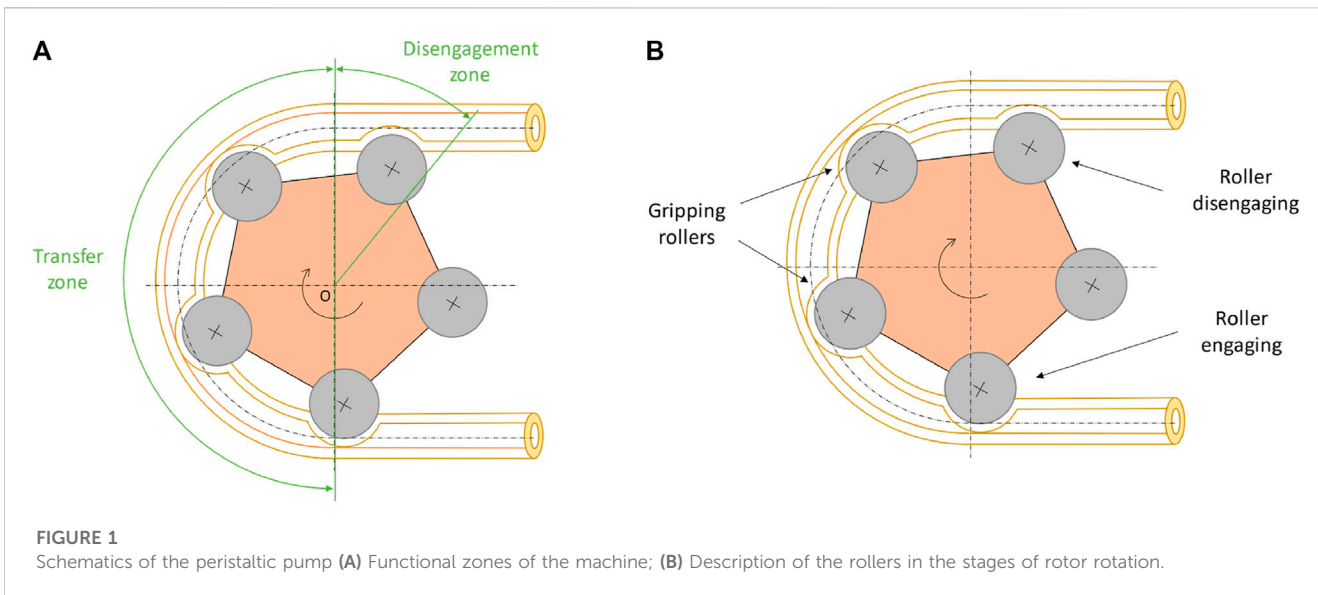 A
Disengagement
zone
Transfer
zone
O
B
Gripping
rollers
Roller
disengaging
Roller
engaging
FIGURE 1
Schematics of the peristaltic pump (A) Functional zones of the machine; (B) Description of the rollers in the stages of rotor rotation.